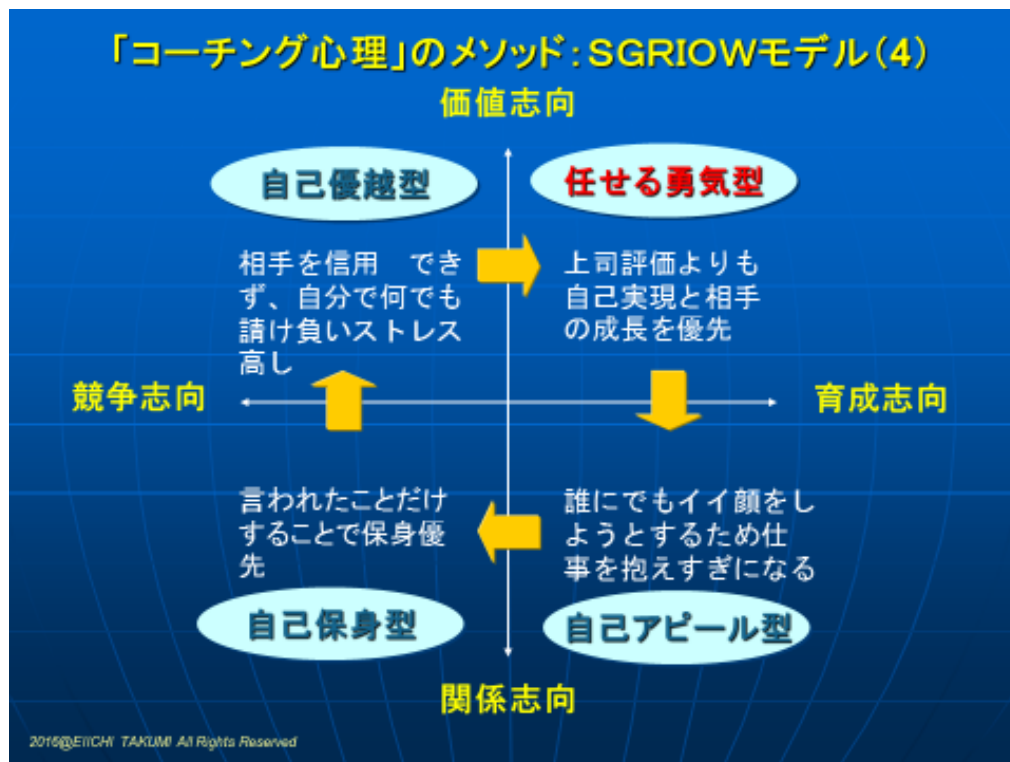 「コーチング心理」のメソッド：ＳＧＲＩＯＷモデル（４）
価値志向
自己優越型
任せる勇気型
相手を信用　でき
ず、自分で何でも
請け負いストレス
高し
上司評価よりも
自己実現と相手
の成長を優先
競争志向
育成志向
言われたことだけ
することで保身優
先
誰にでもイイ顔をし
ようとするため仕
事を抱えすぎになる
自己保身型
自己アピール型
関係志向
2016@EIICHI TAKUMI All Rights Reserved